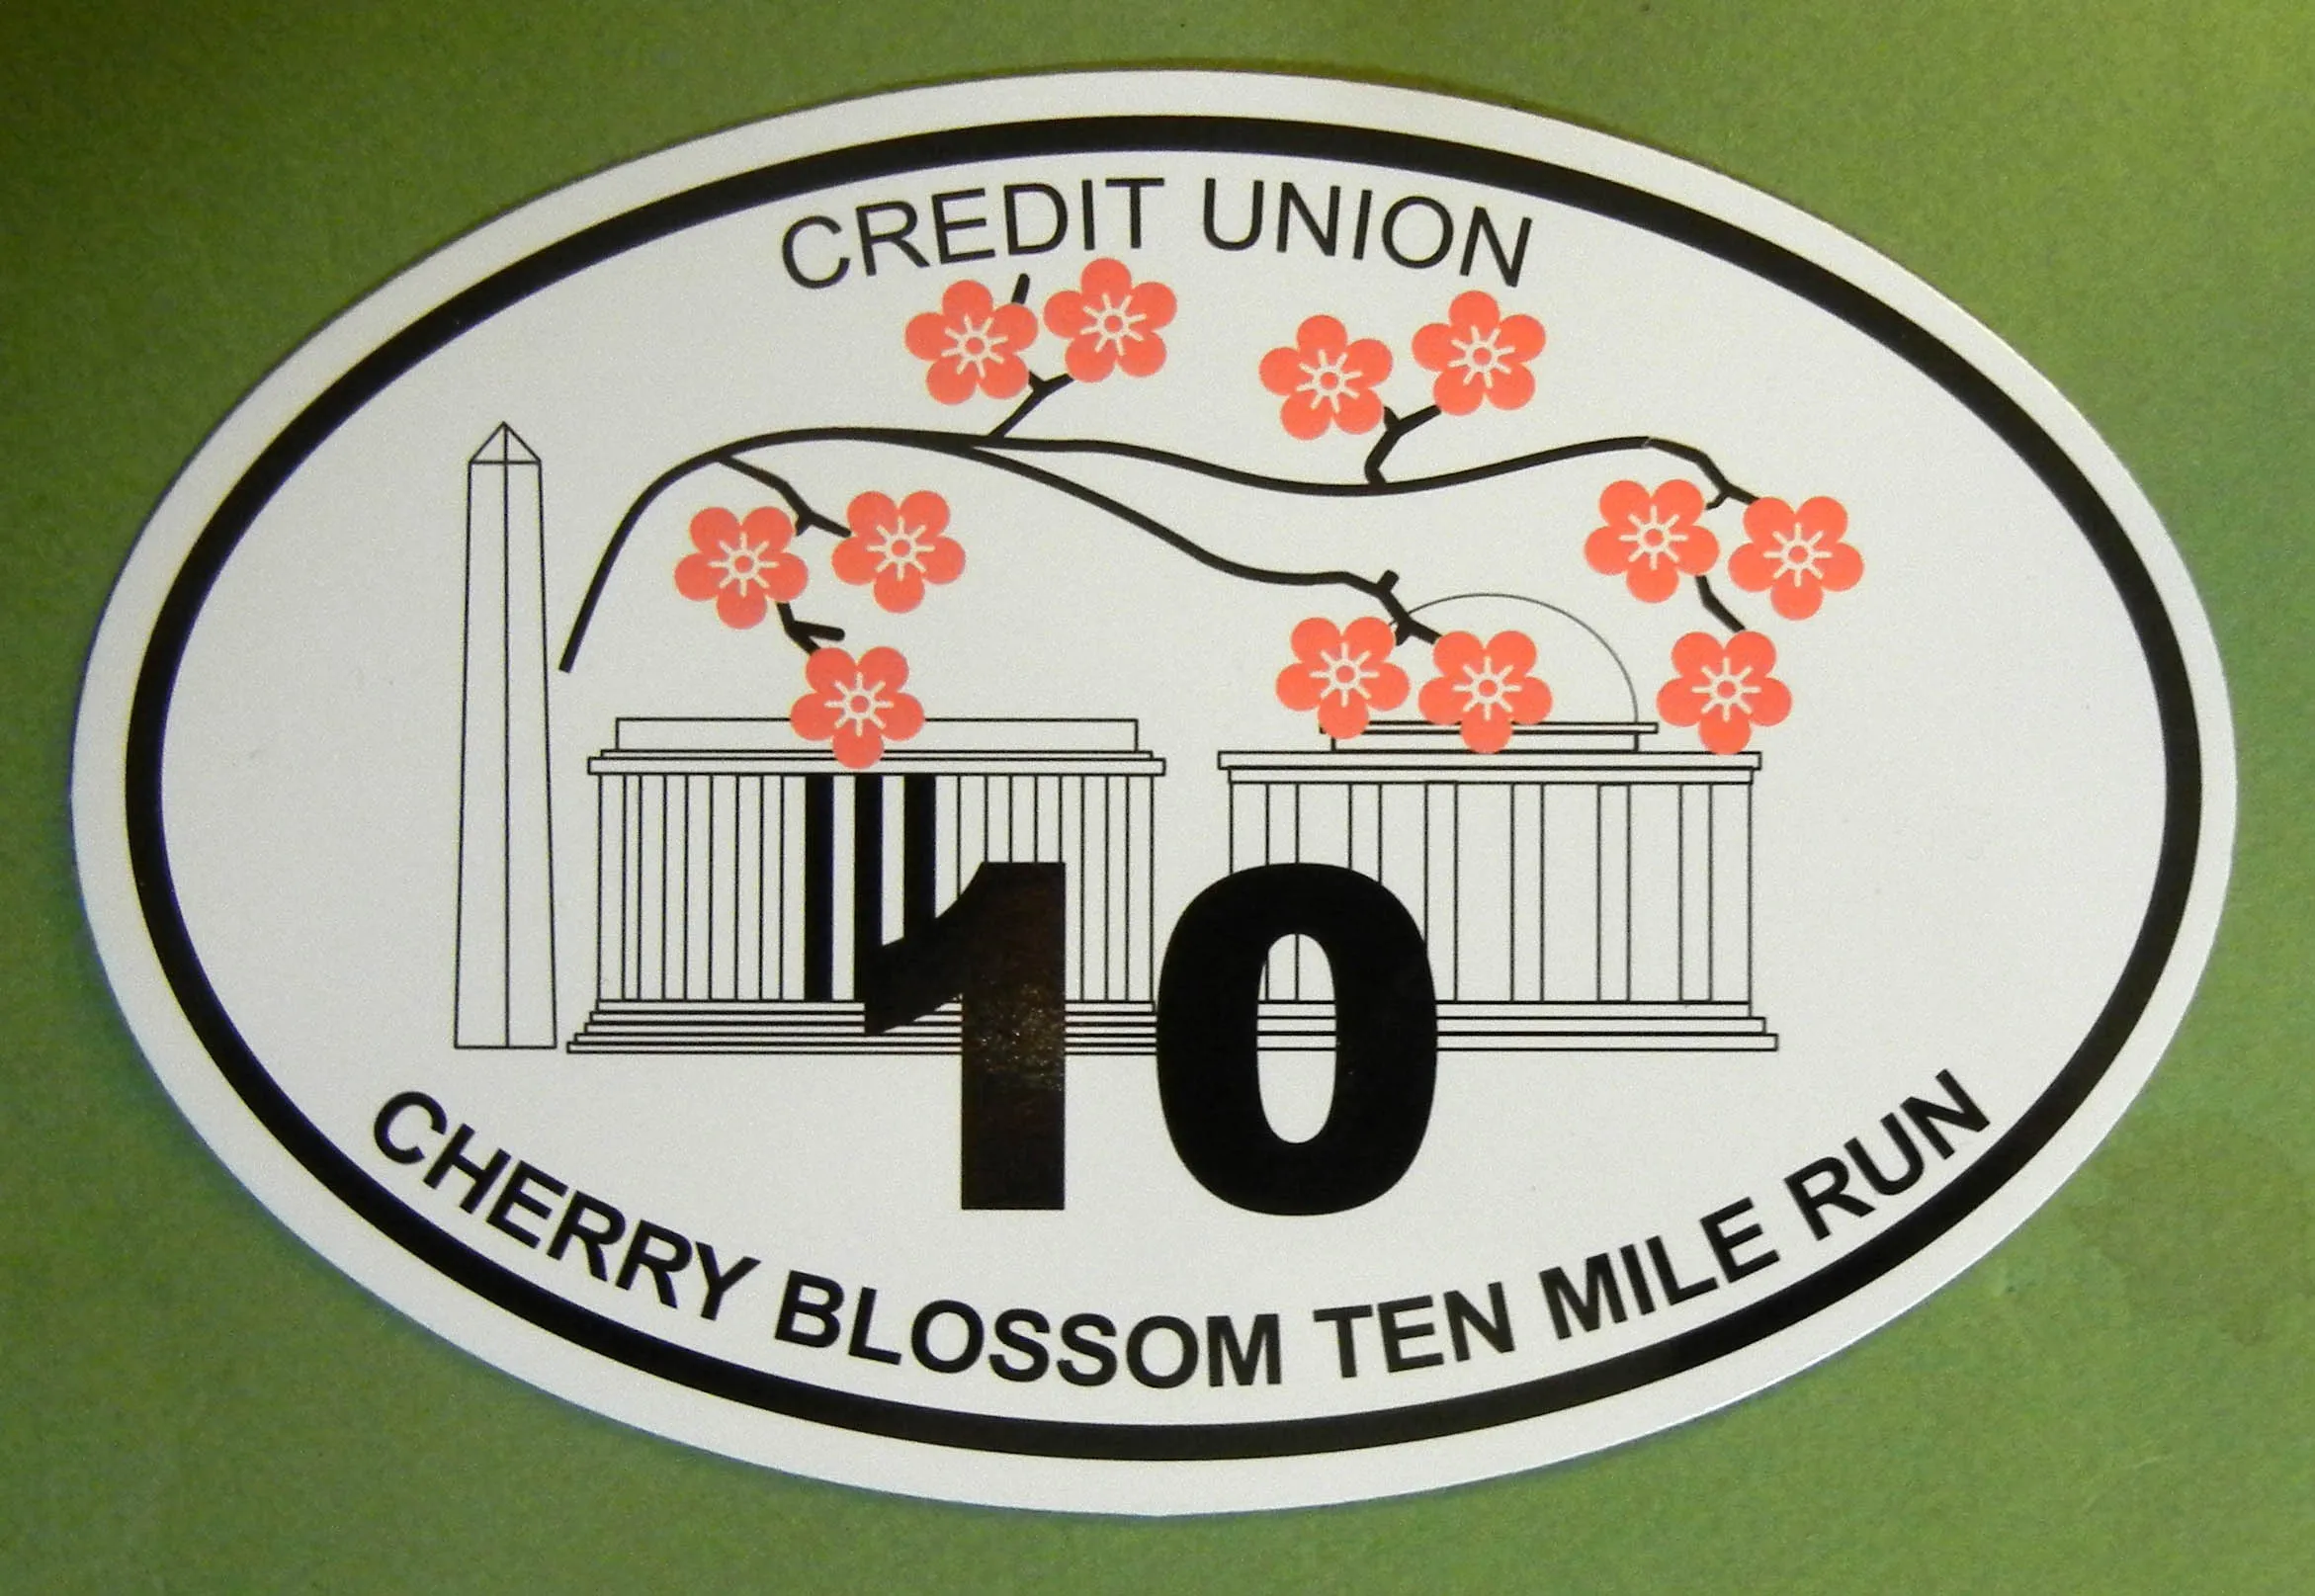 CREDIT UNION
10
CHERRY BLOSSOM TEN MILE RUN